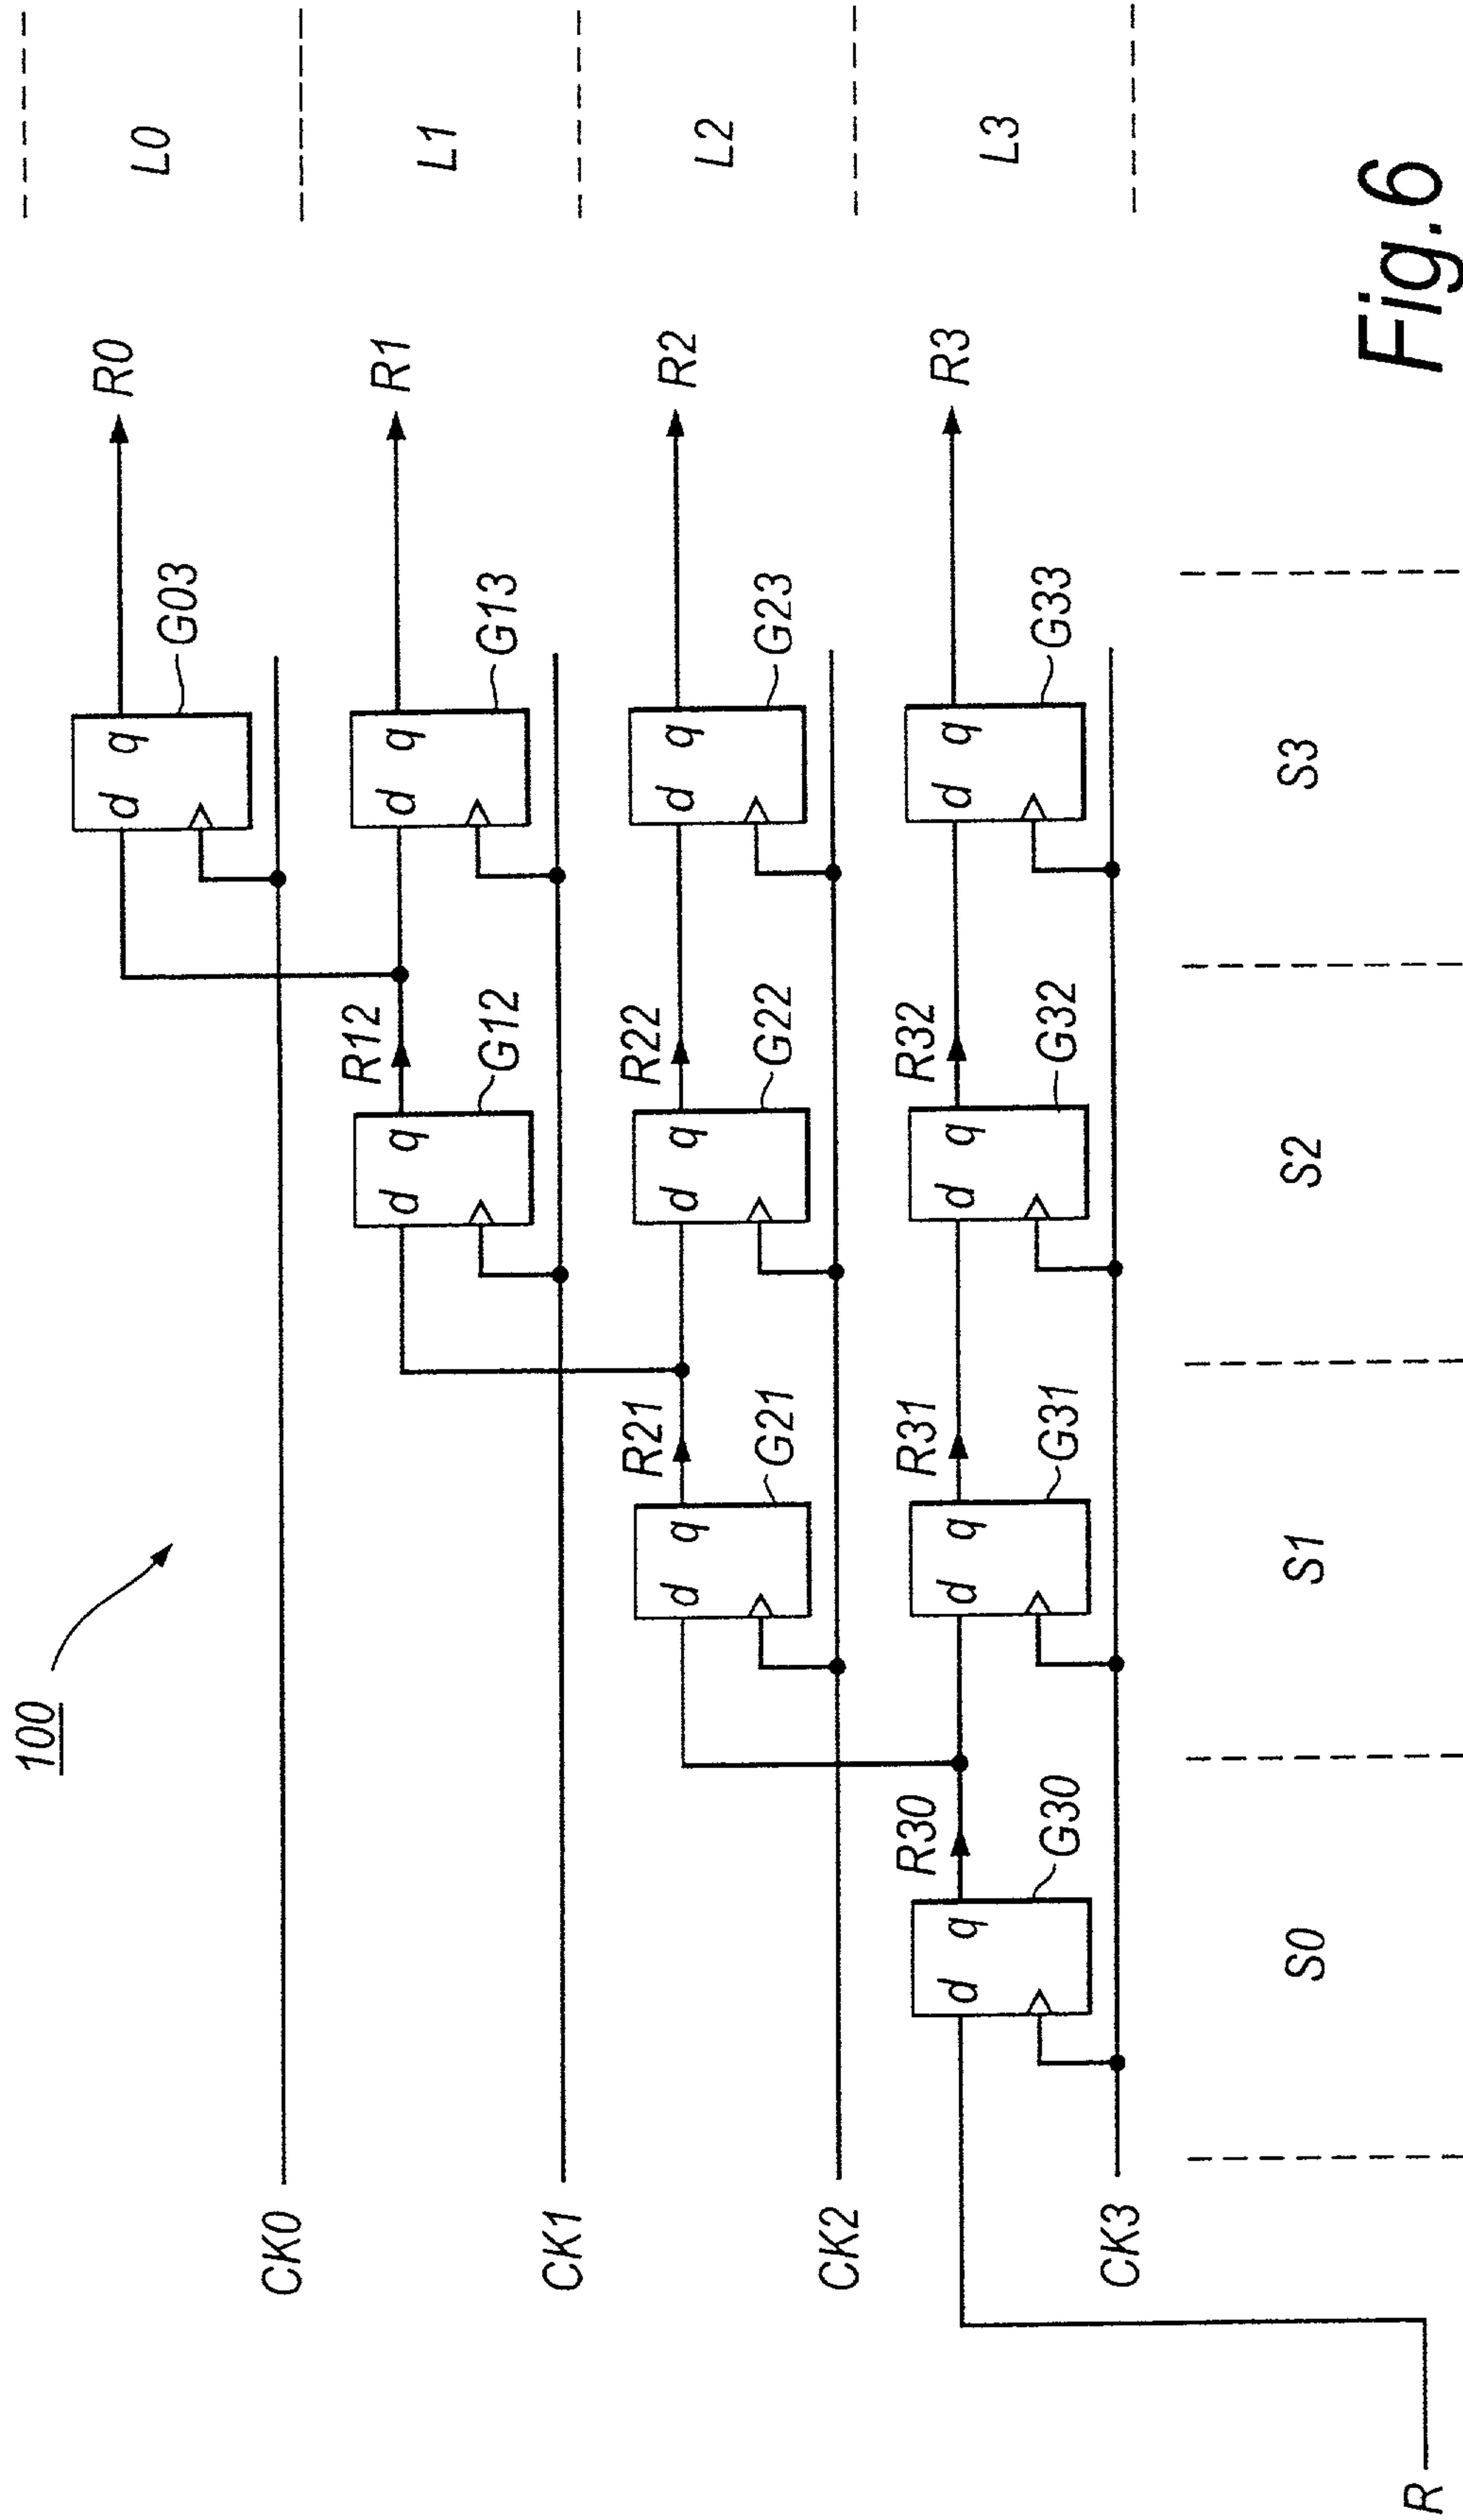 100
R0
L0
d q
G03
CK0
R1
L1
R12
d q
d q
G12
G13
CK1
R2
L2
R21
R22
d q
d q
d q
G21
G22
G23
CK2
R3
L3
R30
R31
R32
d q
d q
d q
d q
G30
G31
G32
G33
CK3
S0
S1
S2
S3
R
Fig.6